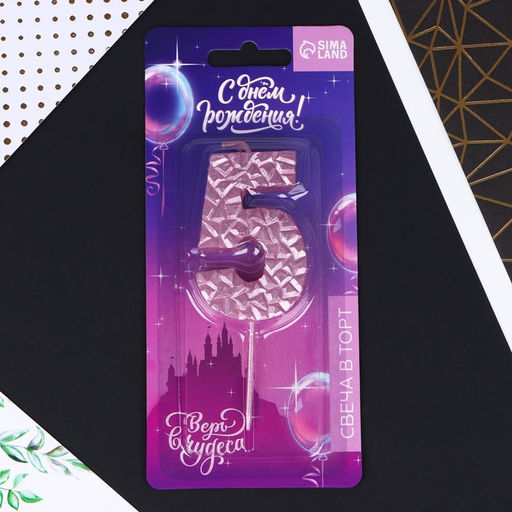 SIMA
LAND
С днём
рождения!
5
СВЕЧА В ТОРТ
Верь
в чудеса